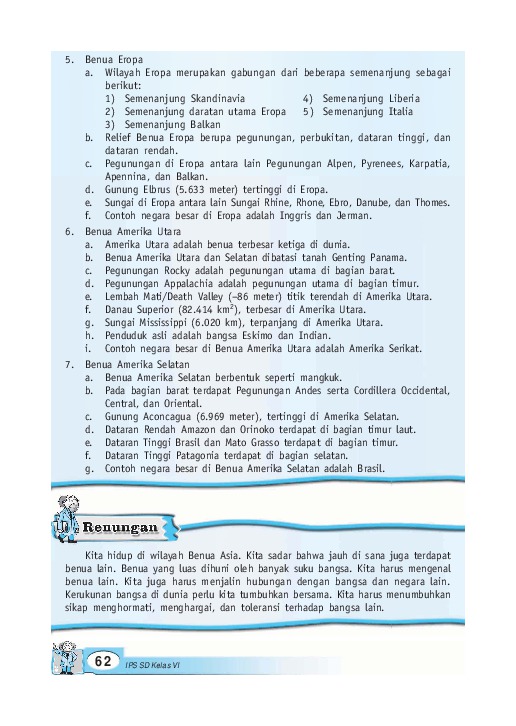 5. Benua Eropa
a. Wilayah Eropa merupakan gabungan dari beberapa semenanjung sebagai
berikut:
1) Semenanjung Skandinavia 4) Semenanjung Liberia
2) Semenanjung daratan utama Eropa 5) Semenanjung Italia
3) Semenanjung Balkan
b. Relief Benua Eropa berupa pegunungan, perbukitan, dataran tinggi, dan
dataran rendah.
c. Pegunungan di Eropa antara lain Pegunungan Alpen, Pyrenees, Karpatia,
Apennina, dan Balkan.
d. Gunung Elbrus (5.633 meter) tertinggi di Eropa.
e. Sungai di Eropa antara lain Sungai Rhine, Rhone, Ebro, Danube, dan Thomes.
f. Contoh negara besar di Eropa adalah Inggris dan Jerman.
6. Benua Amerika Utara
a. Amerika Utara adalah benua terbesar ketiga di dunia.
b. Benua Amerika Utara dan Selatan dibatasi tanah Genting Panama.
c. Pegunungan Rocky adalah pegunungan utama di bagian barat.
d. Pegunungan Appalachia adalah pegunungan utama di bagian timur.
e. Lembah Mati/Death Valley (–86 meter) titik terendah di Amerika Utara.
f. Danau Superior (82.414 km²), terbesar di Amerika Utara.
g. Sungai Mississippi (6.020 km), terpanjang di Amerika Utara.
h. Penduduk asli adalah bangsa Eskimo dan Indian.
i. Contoh negara besar di Benua Amerika Utara adalah Amerika Serikat.
7. Benua Amerika Selatan
a. Benua Amerika Selatan berbentuk seperti mangkuk.
b. Pada bagian barat terdapat Pegunungan Andes serta Cordillera Occidental,
Central, dan Oriental.
c. Gunung Aconcagua (6.969 meter), tertinggi di Amerika Selatan.
d. Dataran Rendah Amazon dan Orinoko terdapat di bagian timur laut.
e. Dataran Tinggi Brasil dan Mato Grasso terdapat di bagian timur.
f. Dataran Tinggi Patagonia terdapat di bagian selatan.
g. Contoh negara besar di Benua Amerika Selatan adalah Brasil.
Renungan
Kita hidup di wilayah Benua Asia. Kita sadar bahwa jauh di sana juga terdapat
benua lain. Benua yang luas dihuni oleh banyak suku bangsa. Kita harus mengenal
benua lain. Kita juga harus menjalin hubungan dengan bangsa dan negara lain.
Kerukunan bangsa di dunia perlu kita tumbuhkan bersama. Kita harus menumbuhkan
sikap menghormati, menghargai, dan toleransi terhadap bangsa lain.
62 IPS SD Kelas VI